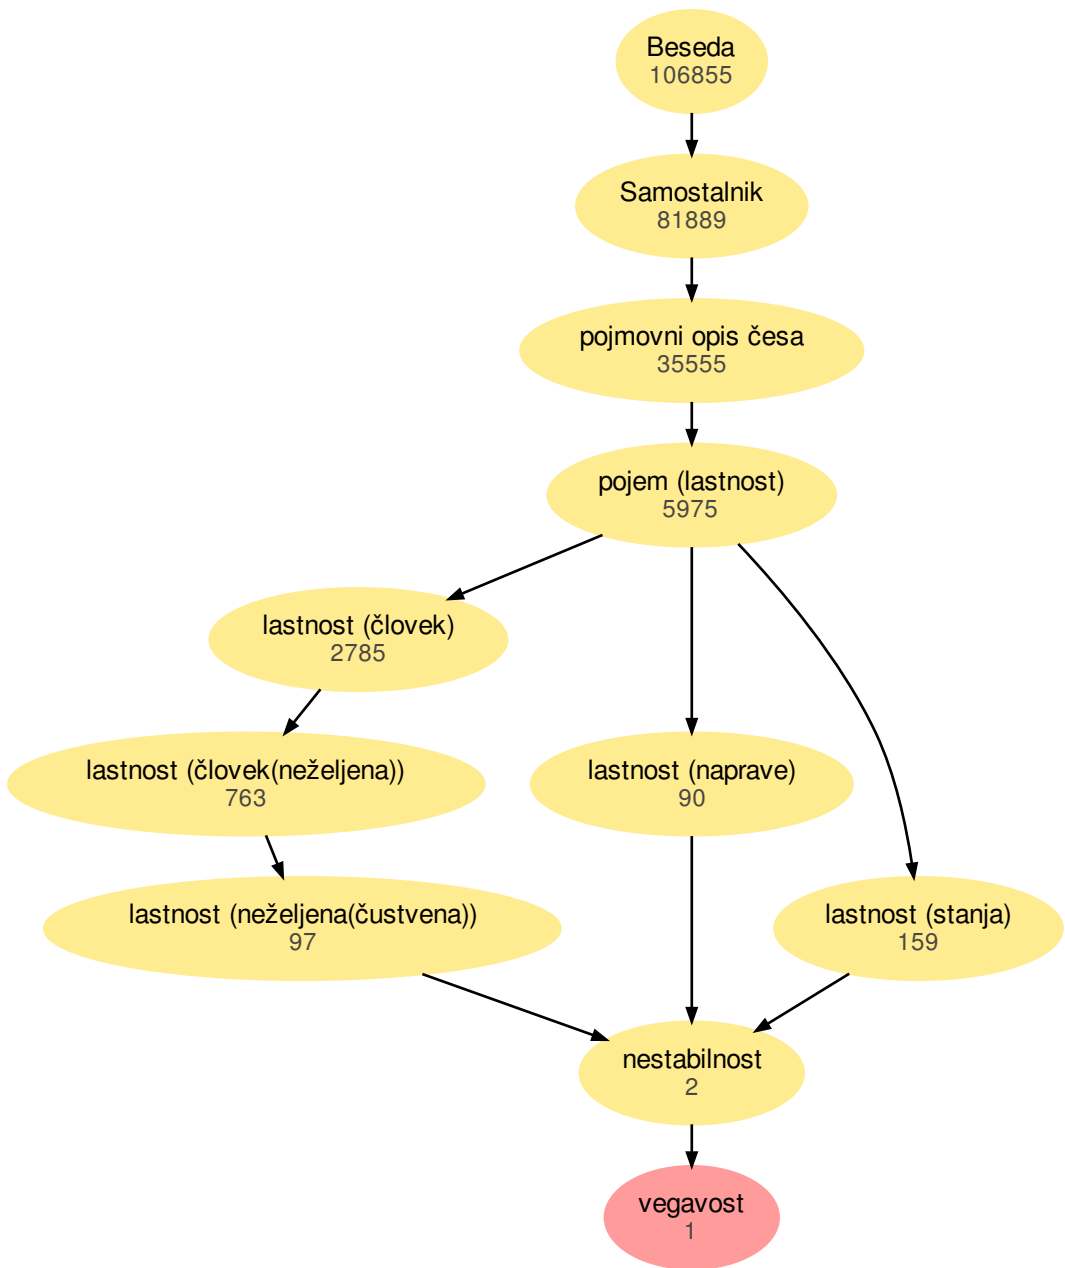 Beseda
106855
Samostalnik
81889
pojmovni opis česa
35555
pojem (lastnost)
5975
lastnost (človek)
2785
lastnost (človek(neželjena))
763
lastnost (naprave)
90
lastnost (neželjena(čustvena))
97
lastnost (stanja)
159
nestabilnost
2
vegavost
1